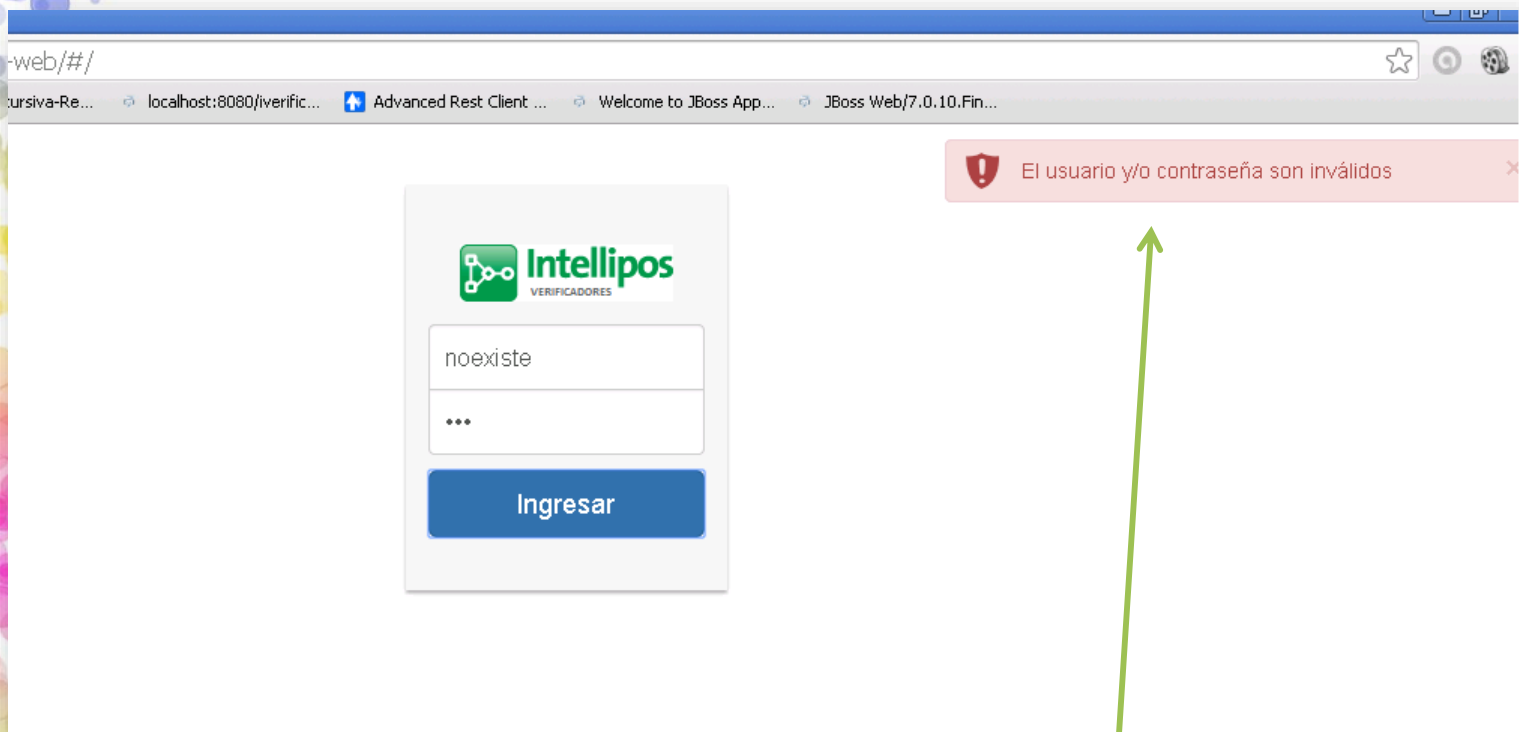 -web/#/
cursiva-Re... localhost:8080/iverific... Advanced Rest Client ... Welcome to JBoss App... JBoss Web/7.0.10.Fin...
El usuario y/o contraseña son inválidos ×
Intellipos
VERIFICADORES
noexiste
•••
Ingresar